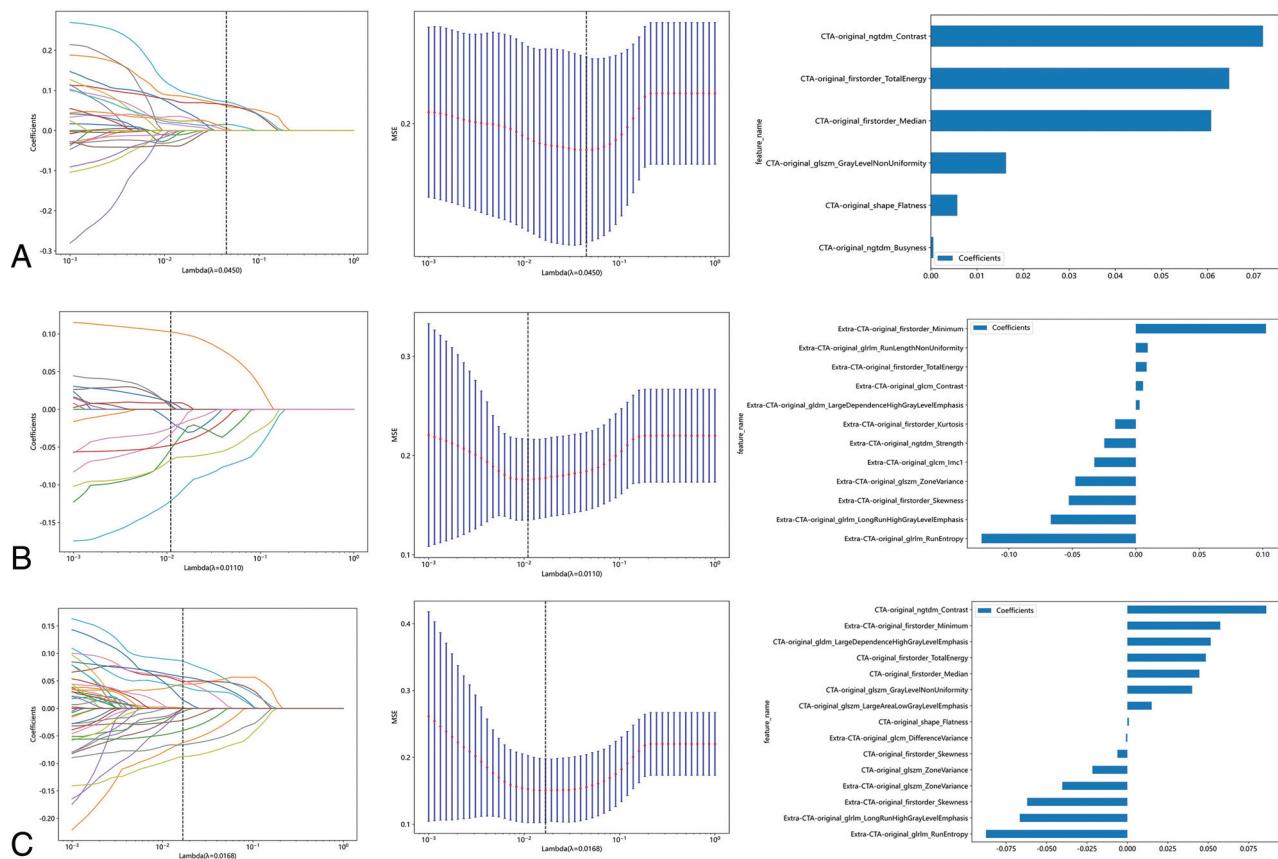 0.2
0.1
0.0
-0.1
-0.2
-0.3
Coefficients
10⁻³
10⁻²
10⁻¹
10⁰
Lambda(λ=0.0450)
A
0.2
MSE
10⁻³
10⁻²
10⁻¹
10⁰
Lambda(λ=0.0450)
feature_name
CTA-original_ngtdm_Contrast
CTA-original_firstorder_TotalEnergy
CTA-original_firstorder_Median
CTA-original_glszm_GrayLevelNonUniformity
CTA-original_shape_Flatness
CTA-original_ngtdm_Busyness
Coefficients
0.00 0.01 0.02 0.03 0.04 0.05 0.06 0.07
0.10
0.05
0.00
-0.05
-0.10
-0.15
Coefficients
10⁻³
10⁻²
10⁻¹
10⁰
Lambda(λ=0.0110)
B
0.3
0.2
0.1
MSE
10⁻³
10⁻²
10⁻¹
10⁰
Lambda(λ=0.0110)
feature_name
Extra-CTA-original_firstorder_Minimum
Extra-CTA-original_glrlm_RunLengthNonUniformity
Extra-CTA-original_firstorder_TotalEnergy
Extra-CTA-original_glcm_Contrast
Extra-CTA-original_gldm_LargeDependenceHighGrayLevelEmphasis
Extra-CTA-original_firstorder_Kurtosis
Extra-CTA-original_ngtdm_Strength
Extra-CTA-original_glcm_Imc1
Extra-CTA-original_glszm_ZoneVariance
Extra-CTA-original_firstorder_Skewness
Extra-CTA-original_glrlm_LongRunHighGrayLevelEmphasis
Extra-CTA-original_glrlm_RunEntropy
Coefficients
-0.10 -0.05 0.00 0.05 0.10
0.15
0.10
0.05
0.00
-0.05
-0.10
-0.15
-0.20
Coefficients
10⁻³
10⁻²
10⁻¹
10⁰
Lambda(λ=0.0168)
C
0.4
0.3
0.2
0.1
MSE
10⁻³
10⁻²
10⁻¹
10⁰
Lambda(λ=0.0168)
feature_name
CTA-original_ngtdm_Contrast
Extra-CTA-original_firstorder_Minimum
CTA-original_gldm_LargeDependenceHighGrayLevelEmphasis
CTA-original_firstorder_TotalEnergy
CTA-original_firstorder_Median
CTA-original_glszm_GrayLevelNonUniformity
CTA-original_glszm_LargeAreaLowGrayLevelEmphasis
CTA-original_shape_Flatness
Extra-CTA-original_glcm_DifferenceVariance
CTA-original_firstorder_Skewness
CTA-original_glszm_ZoneVariance
Extra-CTA-original_glszm_ZoneVariance
Extra-CTA-original_firstorder_Skewness
Extra-CTA-original_glrlm_LongRunHighGrayLevelEmphasis
Extra-CTA-original_glrlm_RunEntropy
Coefficients
-0.075 -0.050 -0.025 0.000 0.025 0.050 0.075